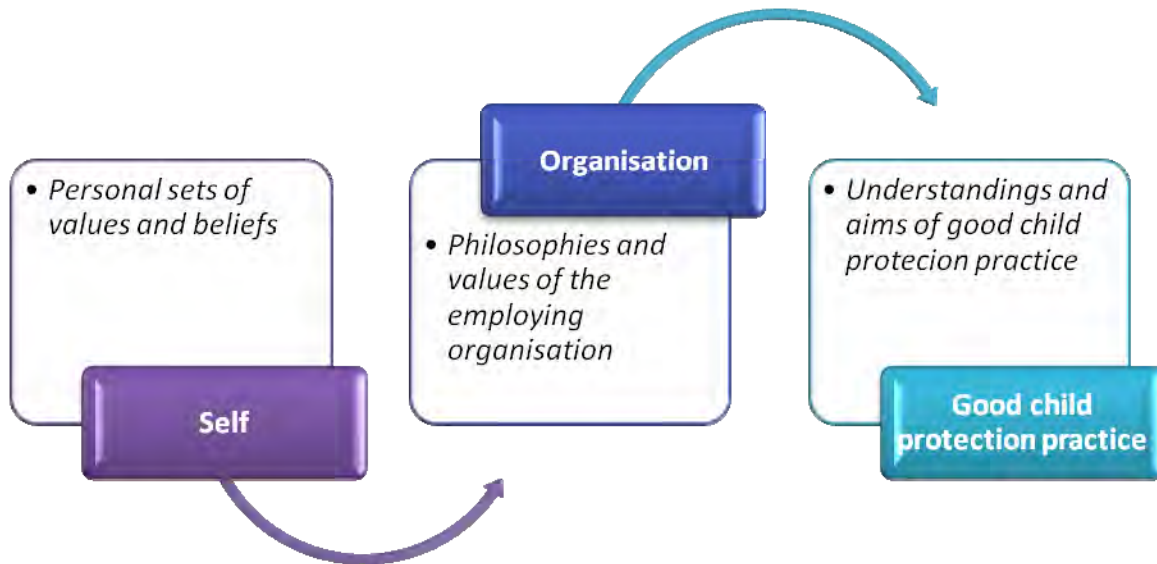 • Personal sets of
values and beliefs
Self
Organisation
• Philosophies and
values of the
employing
organisation
• Understandings and
aims of good child
protecion practice
Good child
protection practice